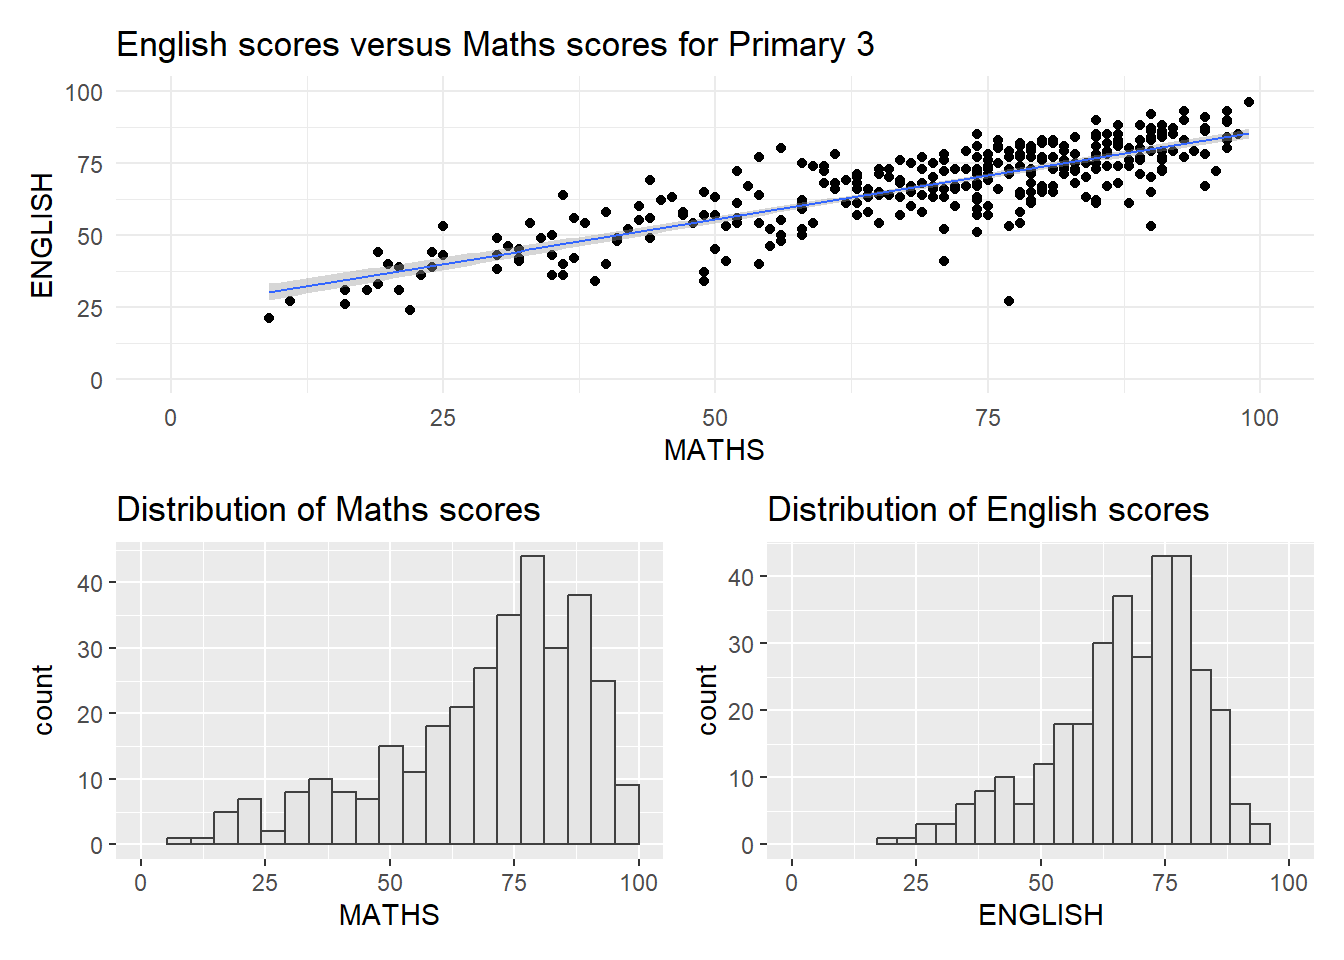 English scores versus Maths scores for Primary 3
100
75
50
25
0
ENGLISH
0 25 50 75 100
MATHS
Distribution of Maths scores
40
30
20
10
0
count
0 25 50 75 100
MATHS
Distribution of English scores
40
30
20
10
0
count
0 25 50 75 100
ENGLISH